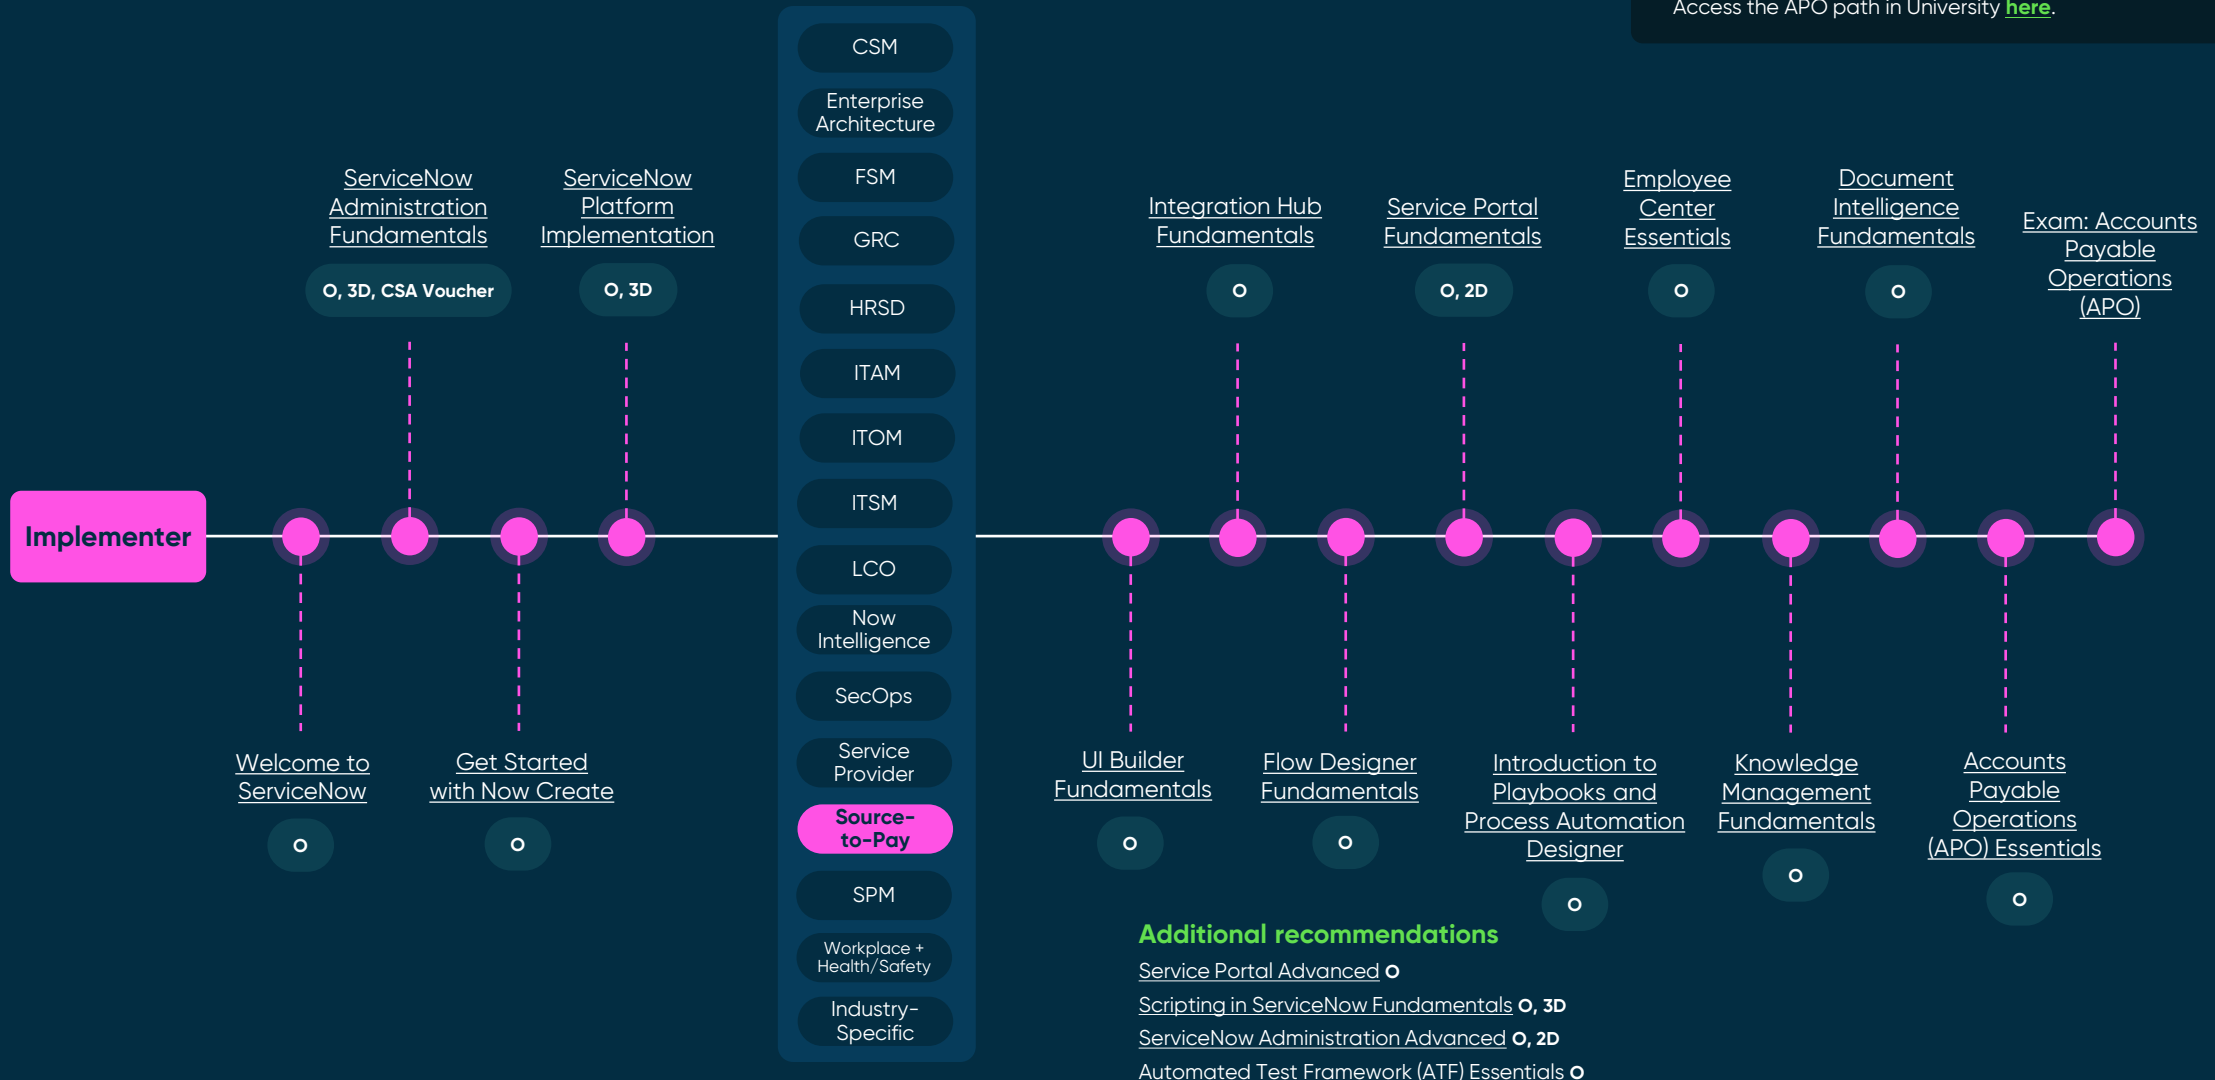 Access the APO path in University here.
CSM
Enterprise
Architecture
FSM
GRC
HRSD
ITAM
ITOM
ITSM
LCO
Now
Intelligence
SecOps
Service
Provider
Source-
to-Pay
SPM
Workplace +
Health/Safety
Industry-
Specific
Implementer
ServiceNow
Administration
Fundamentals
O, 3D, CSA Voucher
ServiceNow
Platform
Implementation
O, 3D
Welcome to
ServiceNow
O
Get Started
with Now Create
O
Integration Hub
Fundamentals
O
Service Portal
Fundamentals
O, 2D
Employee
Center
Essentials
O
Document
Intelligence
Fundamentals
O
Exam: Accounts
Payable
Operations
(APO)
UI Builder
Fundamentals
O
Flow Designer
Fundamentals
O
Introduction to
Playbooks and
Process Automation
Designer
O
Knowledge
Management
Fundamentals
O
Accounts
Payable
Operations
(APO) Essentials
O
Additional recommendations
Service Portal Advanced O
Scripting in ServiceNow Fundamentals O, 3D
ServiceNow Administration Advanced O, 2D
Automated Test Framework (ATF) Essentials O